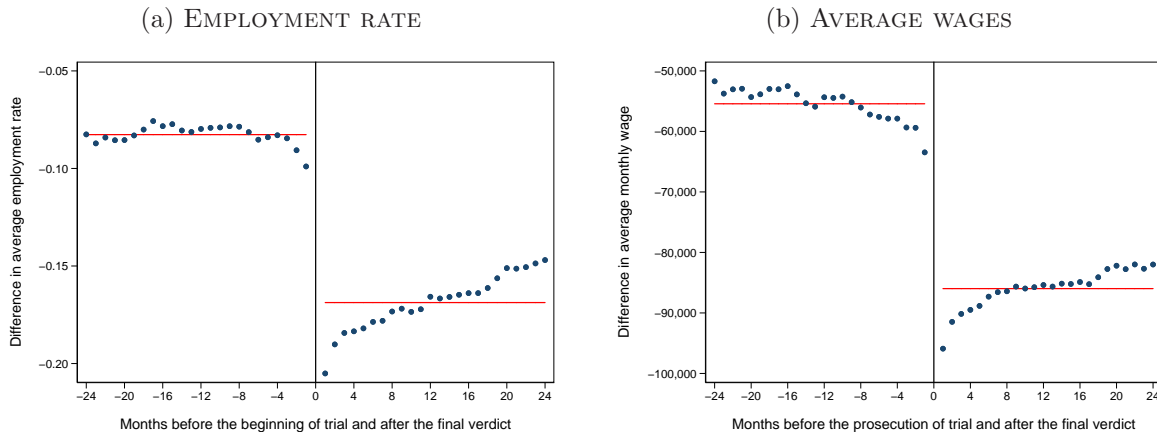 (a) Employment rate
−0.05
−0.10
−0.15
−0.20
Difference in average employment rate
−24 −20 −16 −12 −8 −4 0 4 8 12 16 20 24
Months before the beginning of trial and after the final verdict
(b) Average wages
−50,000
−60,000
−70,000
−80,000
−90,000
−100,000
Difference in average monthly wage
−24 −20 −16 −12 −8 −4 0 4 8 12 16 20 24
Months before the prosecution of trial and after the final verdict